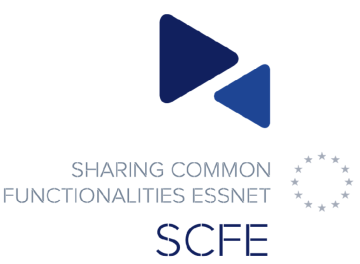 SHARING COMMON
FUNCTIONALITIES ESSNET
SCFE